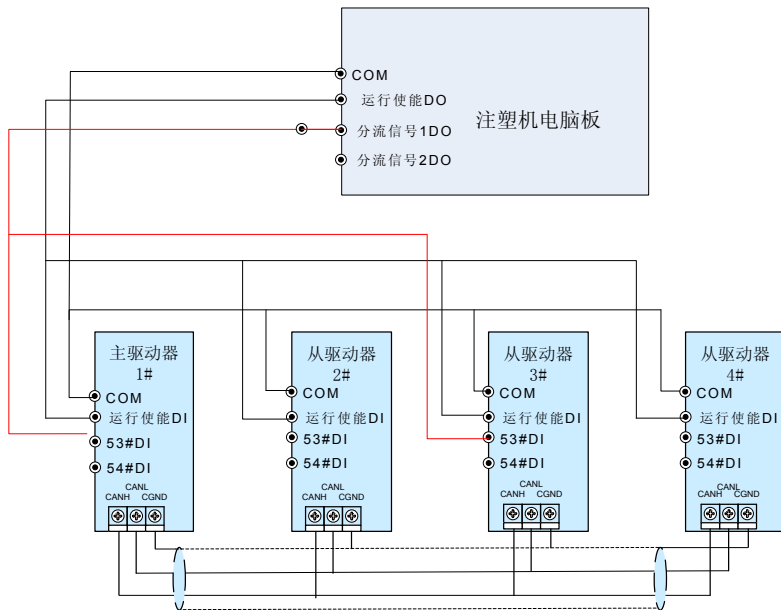 COM
运行使能DO
分流信号1DO
分流信号2DO
注塑机电脑板
主驱动器
1#
COM
运行使能DI
53#DI
54#DI
CANL
CANH CGND
从驱动器
2#
COM
运行使能DI
53#DI
54#DI
CANL
CANH CGND
从驱动器
3#
COM
运行使能DI
53#DI
54#DI
CANL
CANH CGND
从驱动器
4#
COM
运行使能DI
53#DI
54#DI
CANL
CANH CGND